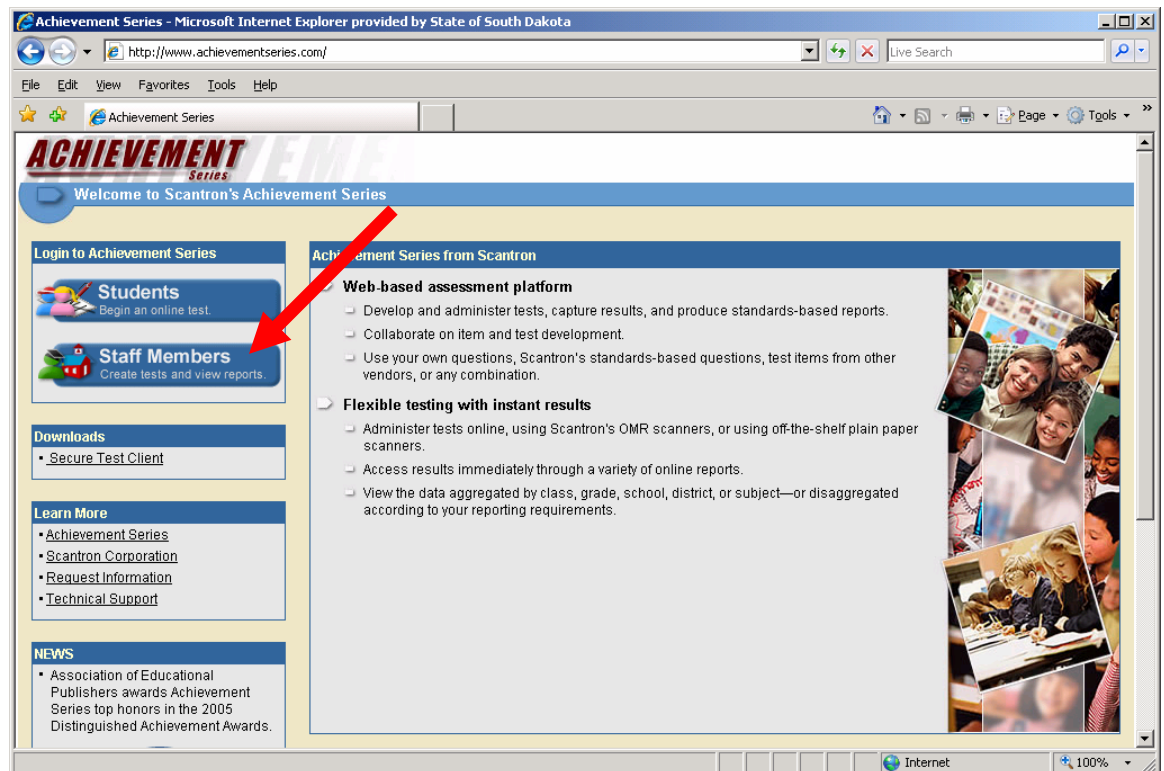 Achievement Series - Microsoft Internet Explorer provided by State of South Dakota
http://www.achievementseries.com/
Live Search
File Edit View Favorites Tools Help
Achievement Series
Page Tools »
ACHIEVEMENT
Series
Welcome to Scantron's Achievement Series
Login to Achievement Series
Students
Begin an online test.
Staff Members
Create tests and view reports.
Downloads
• Secure Test Client
Learn More
• Achievement Series
• Scantron Corporation
• Request Information
• Technical Support
NEWS
• Association of Educational
Publishers awards Achievement
Series top honors in the 2005
Distinguished Achievement Awards.
Achievement Series from Scantron
Web-based assessment platform
Develop and administer tests, capture results, and produce standards-based reports.
Collaborate on item and test development.
Use your own questions, Scantron's standards-based questions, test items from other
vendors, or any combination.
Flexible testing with instant results
Administer tests online, using Scantron's OMR scanners, or using off-the-shelf plain paper
scanners.
Access results immediately through a variety of online reports.
View the data aggregated by class, grade, school, district, or subject—or disaggregated
according to your reporting requirements.
Internet
100%